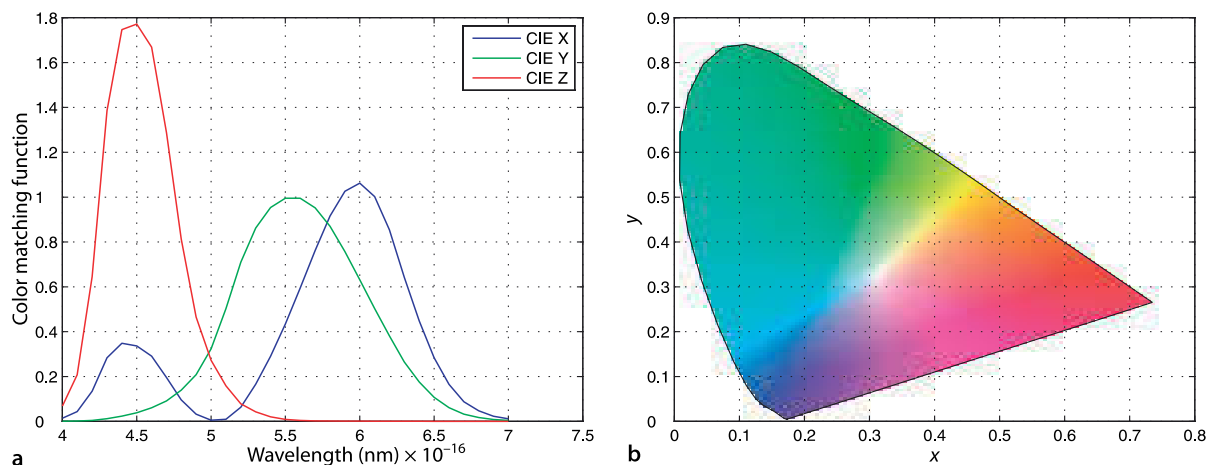 1.8
1.6
1.4
1.2
1
0.8
0.6
0.4
0.2
0
Color matching function
CIE X
CIE Y
CIE Z
4 4.5 5 5.5 6 6.5 7 7.5
Wavelength (nm) × 10⁻¹⁶
a
0.9
0.8
0.7
0.6
0.5
0.4
0.3
0.2
0.1
0
y
0 0.1 0.2 0.3 0.4 0.5 0.6 0.7 0.8
x
b